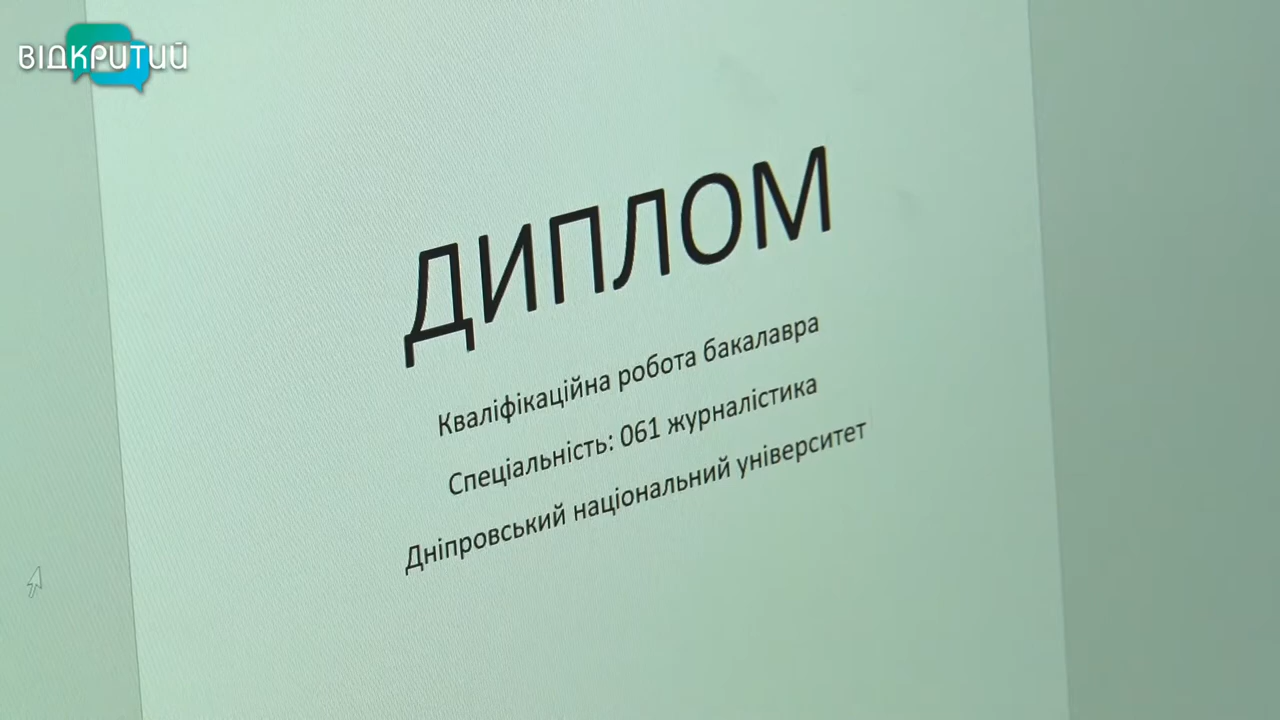 ВІДКРИТИЙ
ДИПЛОМ
Кваліфікаційна робота бакалавра
Спеціальність: 061 журналістика
Дніпровський національний університет